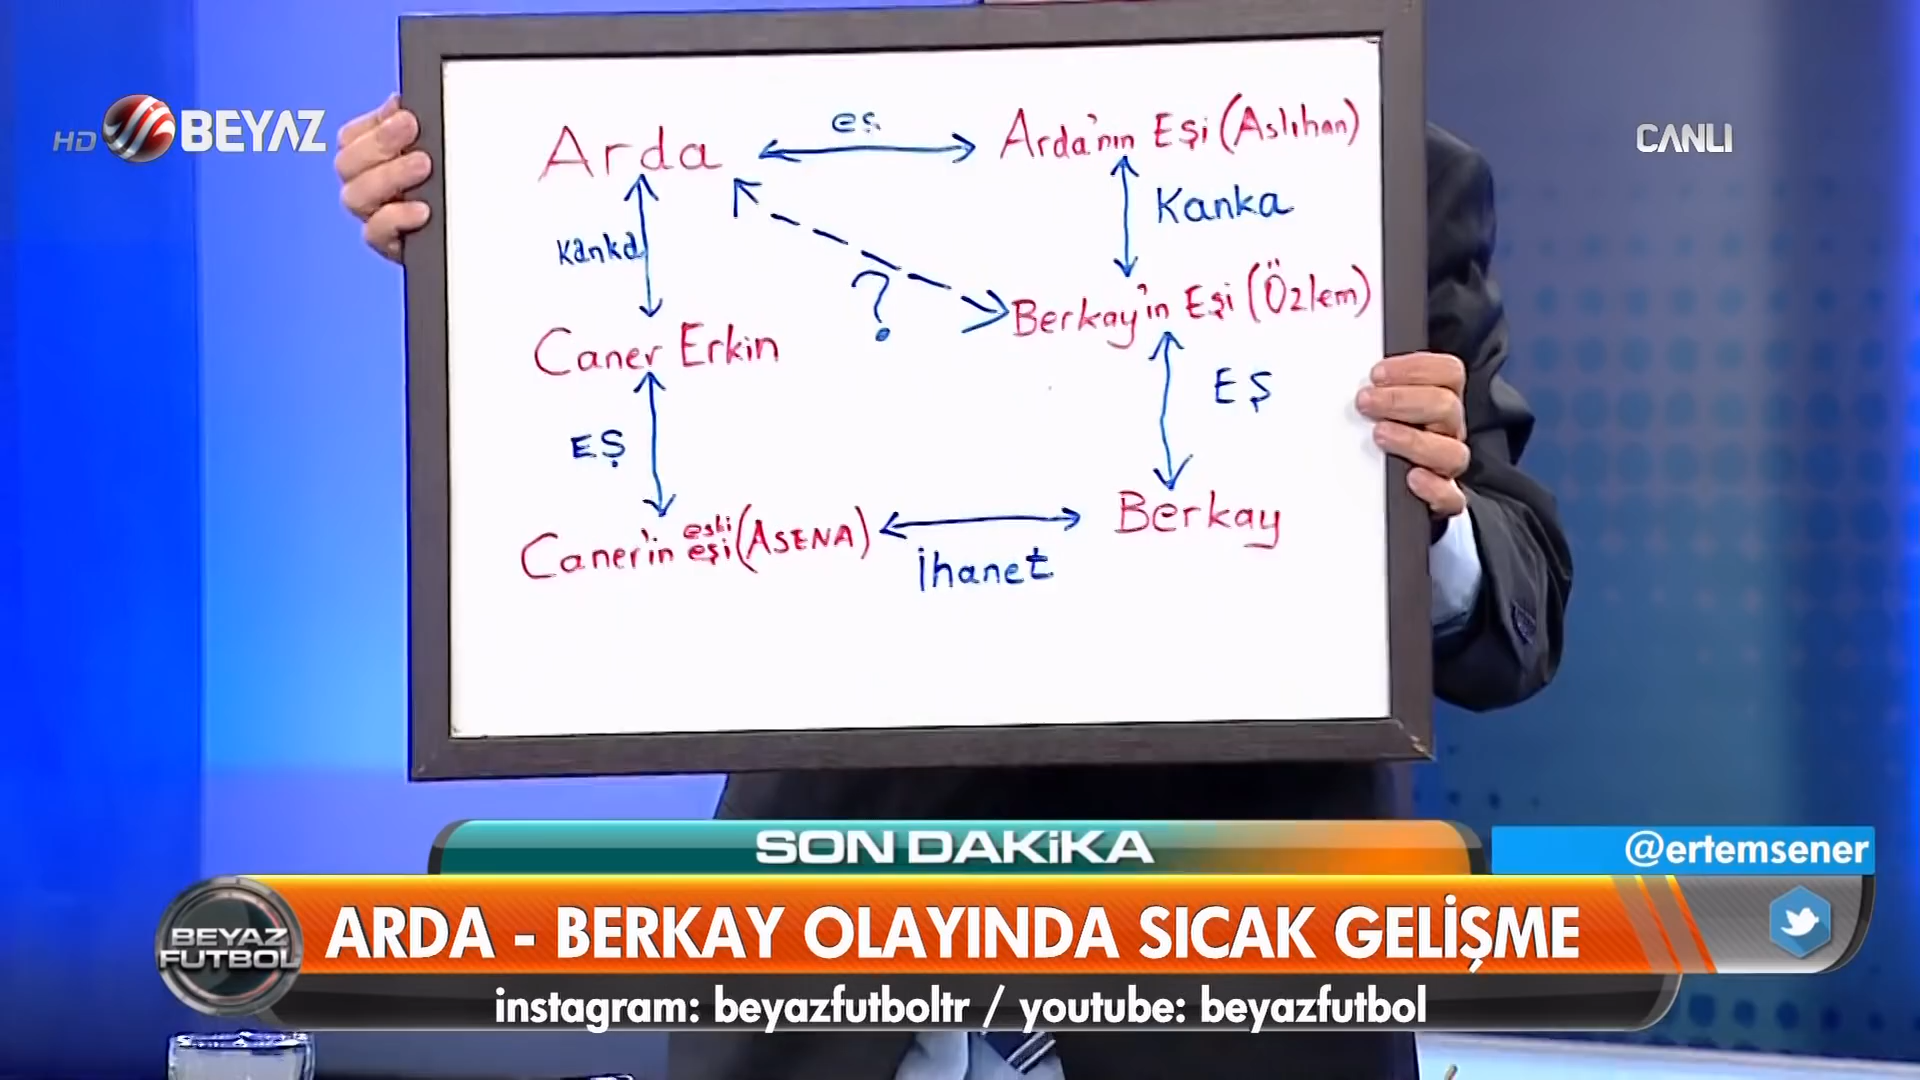 HD BEYAZ
CANLI
Arda
eş
Arda'nın Eşi (Aslıhan)
Kanka
Kanka
?
Berkay'ın Eşi (Özlem)
Caner Erkin
EŞ
EŞ
Caner'in eski eşi (ASENA)
İhanet
Berkay
SON DAKİKA
@ertemsener
BEYAZ
FUTBOL
ARDA - BERKAY OLAYINDA SICAK GELİŞME
instagram: beyazfutboltr / youtube: beyazfutbol